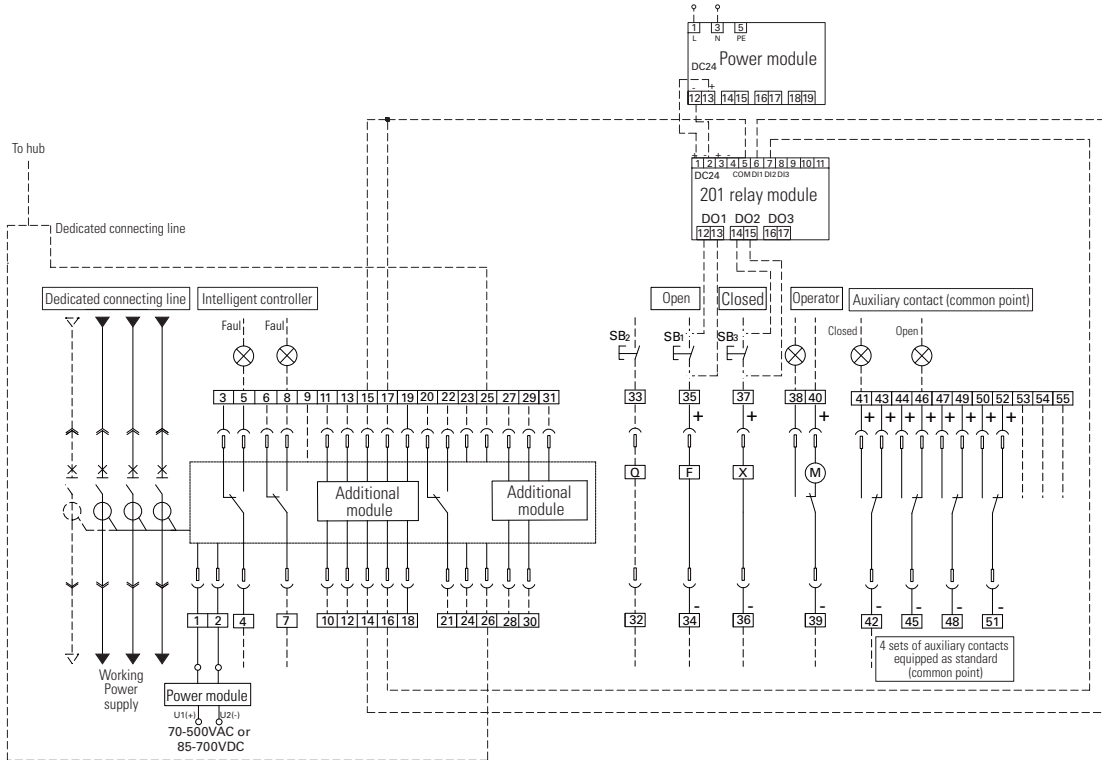 1 3 5
L N PE
Power module
DC24
- +
12 13 14 15 16 17 18 19
To hub
Dedicated connecting line
+ - + -
1 2 3 4 5 6 7 8 9 10 11
DC24 COM DI1 DI2 DI3
201 relay module
DO1 DO2 DO3
12 13 14 15 16 17
Dedicated connecting line
Intelligent controller
Open
Closed
Operator
Auxiliary contact (common point)
Faul Faul
Closed
Open
SB2
SB1
SB3
3 5 6 8 9 11 13 15 17 19 20 22 23 25 27 29 31
33 35 37 38 40
41 43 44 46 47 49 50 52 53 54 55
+ + + + + + +
Q F X M
Additional
module
Additional
module
- - - - - - -
1 2 4 7 10 12 14 16 18 21 24 26 28 30
32 34 36 39
42 45 48 51
4 sets of auxiliary contacts
equipped as standard
(common point)
Working
Power
supply
Power module
U1(+) U2(-)
70-500VAC or
85-700VDC